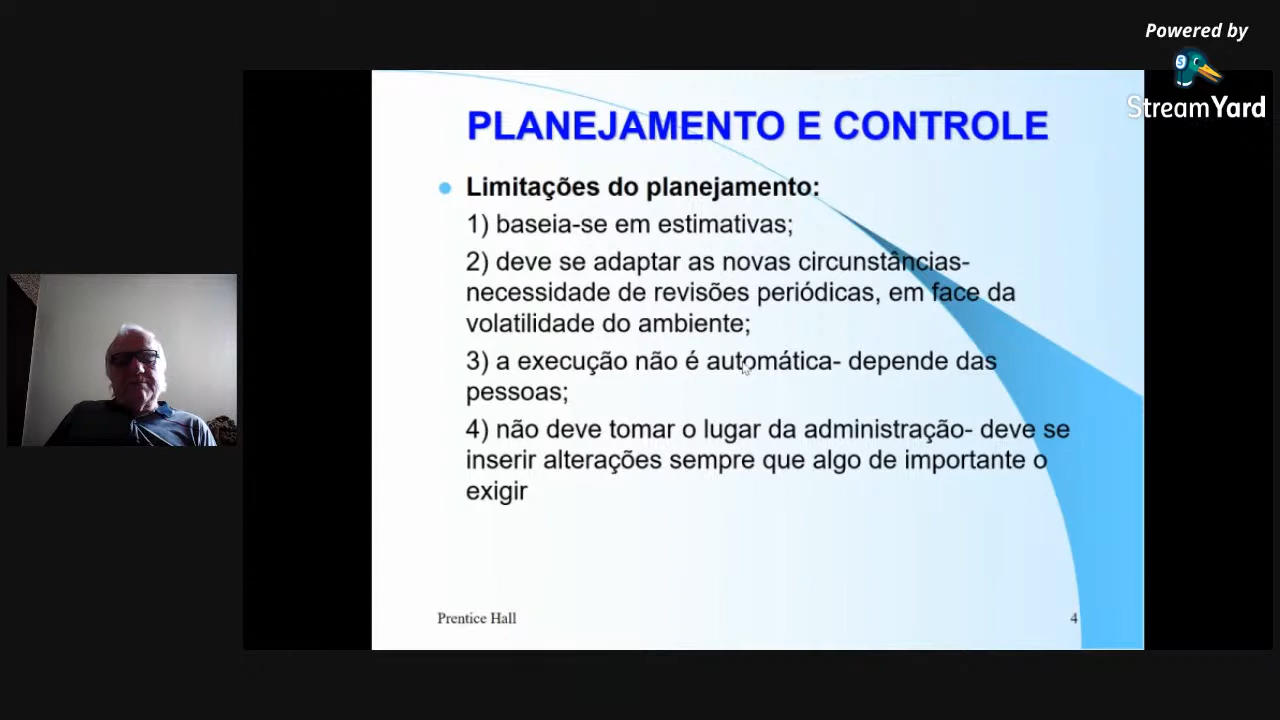 Powered by
StreamYard
PLANEJAMENTO E CONTROLE
Limitações do planejamento:
1) baseia-se em estimativas;
2) deve se adaptar as novas circunstâncias-
necessidade de revisões periódicas, em face da
volatilidade do ambiente;
3) a execução não é automática- depende das
pessoas;
4) não deve tomar o lugar da administração- deve se
inserir alterações sempre que algo de importante o
exigir
Prentice Hall
4